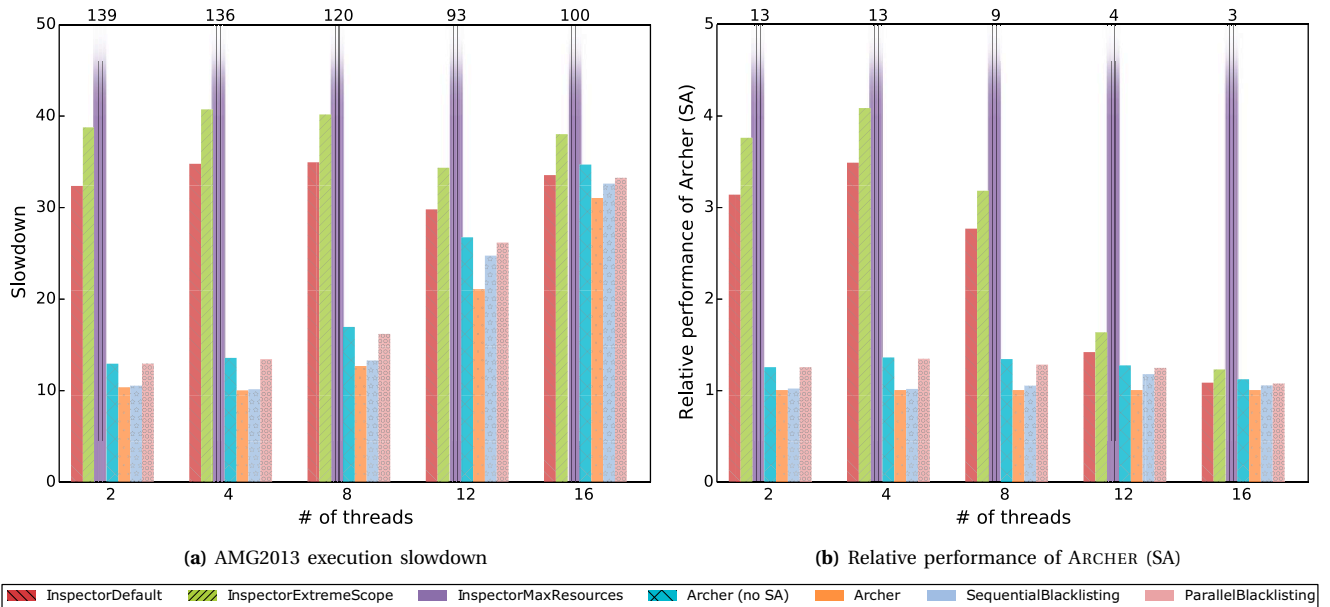 139 136 120 93 100
50
40
30
20
10
0
Slowdown
2 4 8 12 16
# of threads
(a) AMG2013 execution slowdown
13 13 9 4 3
5
4
3
2
1
0
Relative performance of Archer (SA)
2 4 8 12 16
# of threads
(b) Relative performance of ARCHER (SA)
InspectorDefault InspectorExtremeScope InspectorMaxResources Archer (no SA) Archer SequentialBlacklisting ParallelBlacklisting